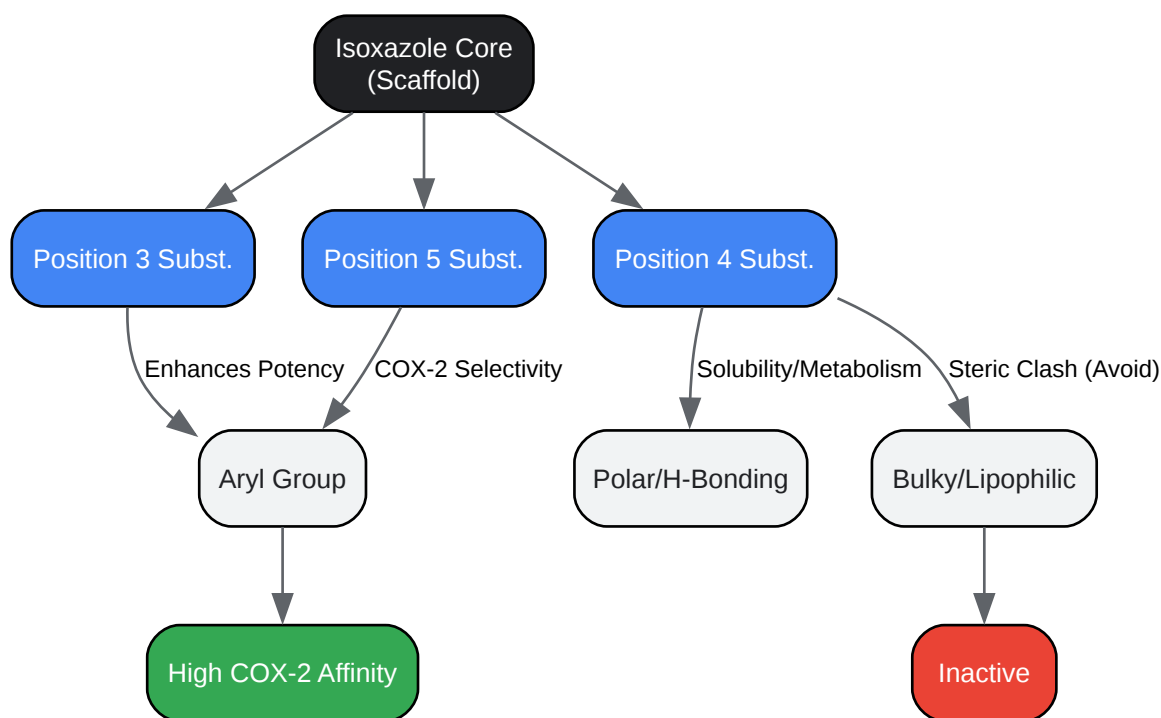 Isoxazole Core
(Scaffold)
Position 3 Subst.
Position 5 Subst.
Position 4 Subst.
Enhances Potency
COX-2 Selectivity
Solubility/Metabolism
Steric Clash (Avoid)
Aryl Group
Polar/H-Bonding
Bulky/Lipophilic
High COX-2 Affinity
Inactive